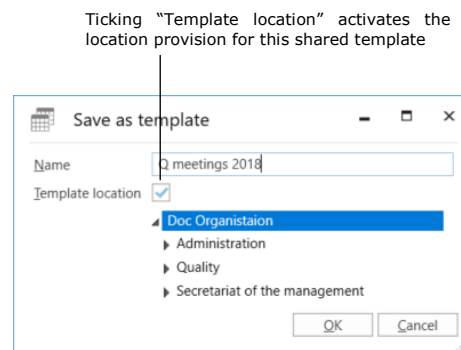 Ticking “Template location” activates the
location provision for this shared template
Save as template
Name Q meetings 2018
Template location
Doc Organistaion
Administration
Quality
Secretariat of the management
OK Cancel